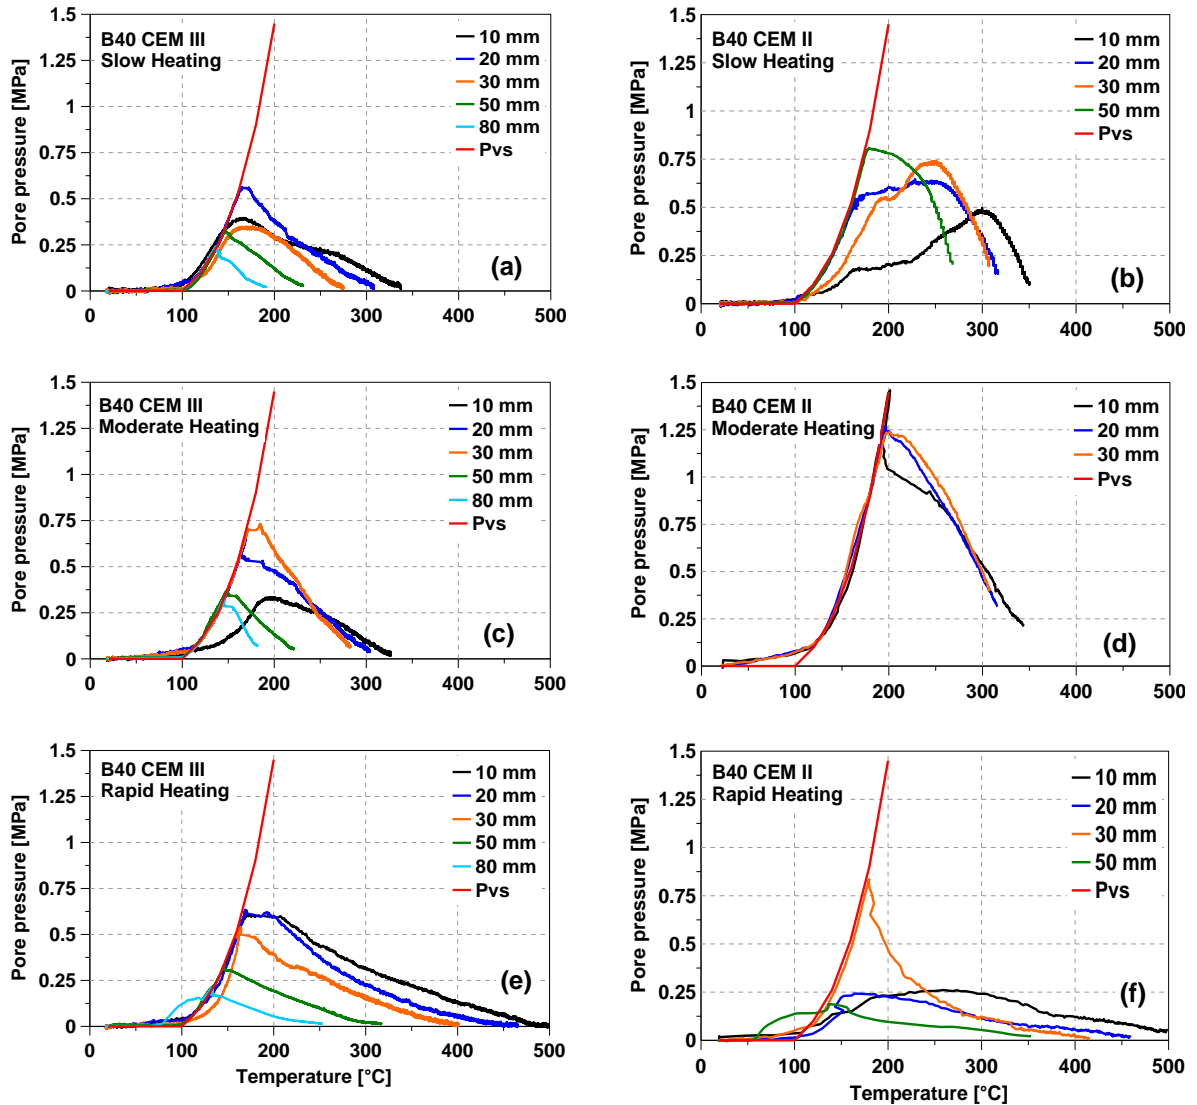 B40 CEM III
Slow Heating
10 mm
20 mm
30 mm
50 mm
80 mm
Pvs
(a)
Pore pressure [MPa]
1.5
1.25
1
0.75
0.5
0.25
0
0 100 200 300 400 500
B40 CEM II
Slow Heating
10 mm
20 mm
30 mm
50 mm
Pvs
(b)
Pore pressure [MPa]
1.5
1.25
1
0.75
0.5
0.25
0
0 100 200 300 400 500
B40 CEM III
Moderate Heating
10 mm
20 mm
30 mm
50 mm
80 mm
Pvs
(c)
Pore pressure [MPa]
1.5
1.25
1
0.75
0.5
0.25
0
0 100 200 300 400 500
B40 CEM II
Moderate Heating
10 mm
20 mm
30 mm
Pvs
(d)
Pore pressure [MPa]
1.5
1.25
1
0.75
0.5
0.25
0
0 100 200 300 400 500
B40 CEM III
Rapid Heating
10 mm
20 mm
30 mm
50 mm
80 mm
Pvs
(e)
Pore pressure [MPa]
1.5
1.25
1
0.75
0.5
0.25
0
0 100 200 300 400 500
Temperature [°C]
B40 CEM II
Rapid Heating
10 mm
20 mm
30 mm
50 mm
Pvs
(f)
Pore pressure [MPa]
1.5
1.25
1
0.75
0.5
0.25
0
0 100 200 300 400 500
Temperature [°C]